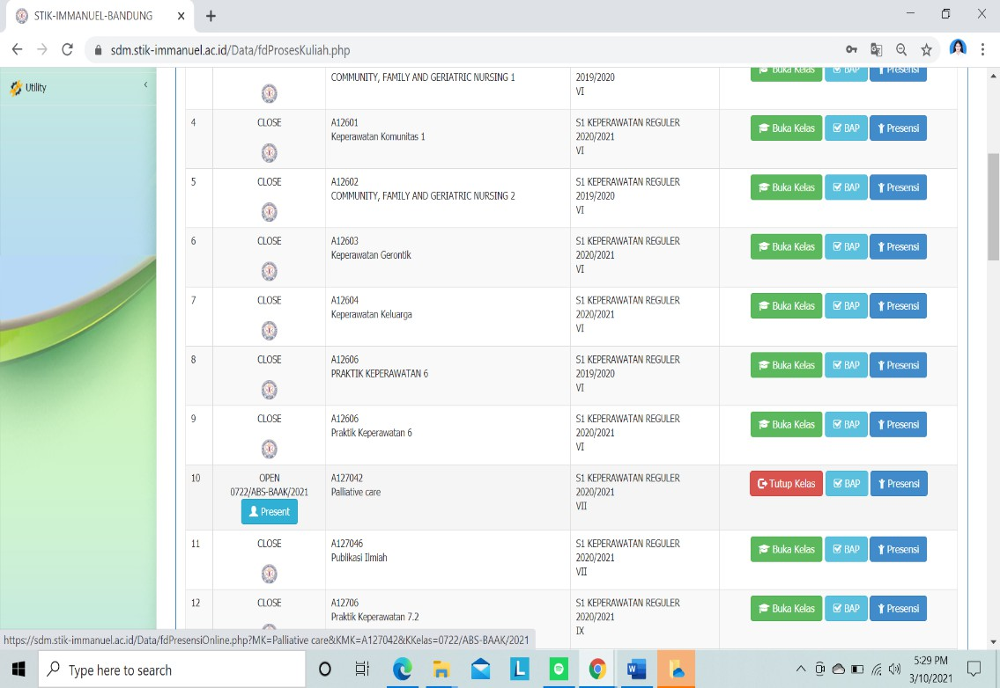 STIK-IMMANUEL-BANDUNG
sdm.stik-immanuel.ac.id/Data/fdProsesKuliah.php
Utility
COMMUNITY, FAMILY AND GERIATRIC NURSING 1
2019/2020
VI
Buka Kelas BAP Presensi
4 CLOSE A12601 S1 KEPERAWATAN REGULER
Keperawatan Komunitas 1 2020/2021
VI
Buka Kelas BAP Presensi
5 CLOSE A12602 S1 KEPERAWATAN REGULER
COMMUNITY, FAMILY AND GERIATRIC NURSING 2 2019/2020
VI
Buka Kelas BAP Presensi
6 CLOSE A12603 S1 KEPERAWATAN REGULER
Keperawatan Gerontik 2020/2021
VI
Buka Kelas BAP Presensi
7 CLOSE A12604 S1 KEPERAWATAN REGULER
Keperawatan Keluarga 2020/2021
VI
Buka Kelas BAP Presensi
8 CLOSE A12606 S1 KEPERAWATAN REGULER
PRAKTIK KEPERAWATAN 6 2019/2020
VI
Buka Kelas BAP Presensi
9 CLOSE A12606 S1 KEPERAWATAN REGULER
Praktik Keperawatan 6 2020/2021
VI
Buka Kelas BAP Presensi
10 OPEN A127042 S1 KEPERAWATAN REGULER
0722/ABS-BAAK/2021 Palliative care 2020/2021
Present VII
Tutup Kelas BAP Presensi
11 CLOSE A127046 S1 KEPERAWATAN REGULER
Publikasi Ilmiah 2020/2021
VII
Buka Kelas BAP Presensi
12 CLOSE A12706 S1 KEPERAWATAN REGULER
Praktik Keperawatan 7.2 2020/2021
IX
Buka Kelas BAP Presensi
https://sdm.stik-immanuel.ac.id/Data/fdPresensiOnline.php?MK=Palliative care&KMK=A127042&KKelas=0722/ABS-BAAK/2021
Type here to search
5:29 PM
3/10/2021